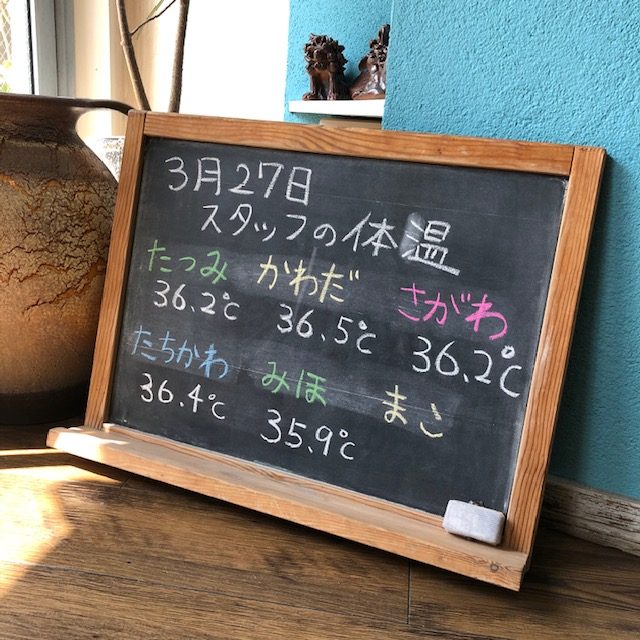 3月27日
スタッフの体温
たつみ かわだ さがわ
36.2℃ 36.5℃ 36.2℃
たちかわ みほ まこ
36.4℃ 35.9℃